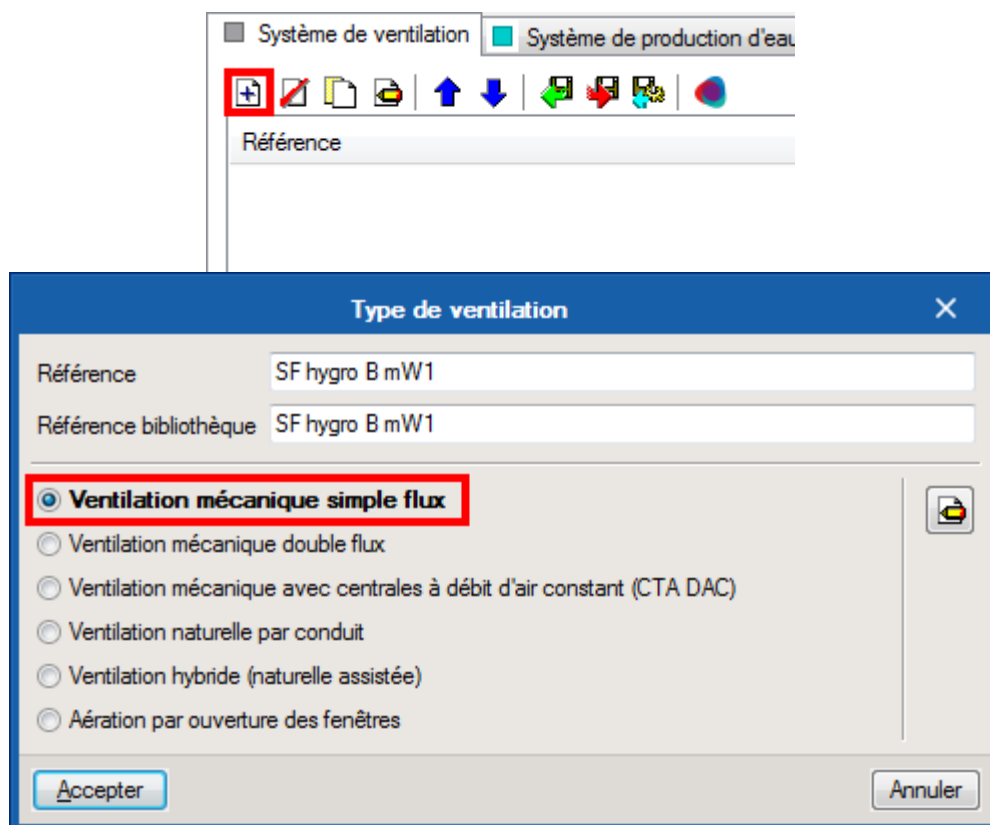 Système de ventilation
Système de production d'eau
Référence
Type de ventilation
Référence SF hygro B mW1
Référence bibliothèque SF hygro B mW1
Ventilation mécanique simple flux
Ventilation mécanique double flux
Ventilation mécanique avec centrales à débit d'air constant (CTA DAC)
Ventilation naturelle par conduit
Ventilation hybride (naturelle assistée)
Aération par ouverture des fenêtres
Accepter
Annuler